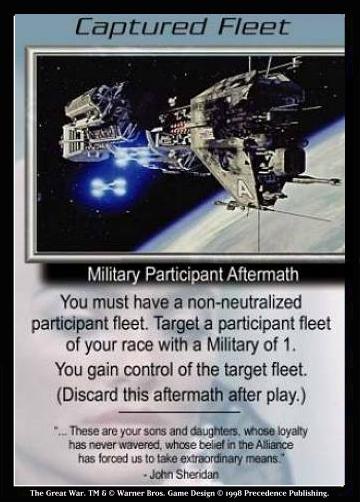 Captured Fleet
A
Military Participant Aftermath
You must have a non-neutralized
participant fleet. Target a participant fleet
of your race with a Military of 1.
You gain control of the target fleet.
(Discard this aftermath after play.)
"... These are your sons and daughters, whose loyalty
has never wavered, whose belief in the Alliance
has forced us to take extraordinary means."
- John Sheridan
The Great War. TM & © Warner Bros. Game Design © 1998 Precedence Publishing.